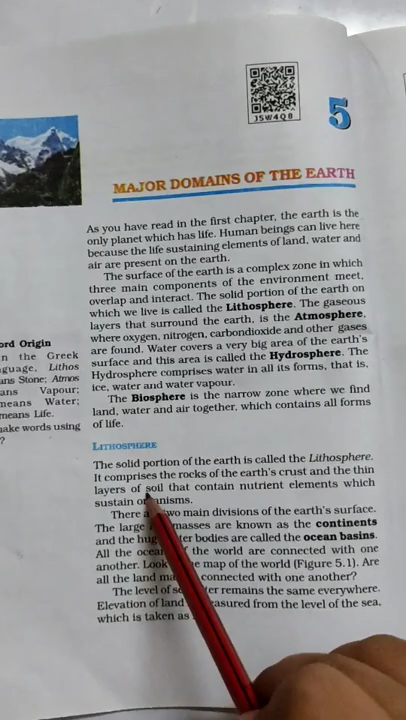 J5W4Q8
5
MAJOR DOMAINS OF THE EARTH
As you have read in the first chapter, the earth is the
only planet which has life. Human beings can live here
because the life sustaining elements of land, water and
air are present on the earth.
The surface of the earth is a complex zone in which
three main components of the environment meet,
overlap and interact. The solid portion of the earth on
which we live is called the Lithosphere. The gaseous
layers that surround the earth, is the Atmosphere,
where oxygen, nitrogen, carbondioxide and other gases
are found. Water covers a very big area of the earth's
surface and this area is called the Hydrosphere. The
Hydrosphere comprises water in all its forms, that is,
ice, water and water vapour.
The Biosphere is the narrow zone where we find
land, water and air together, which contains all forms
of life.
ord Origin
n the Greek
guage, Lithos
ans Stone; Atmos
ans Vapour;
means Water;
means Life.
ake words using
?
LITHOSPHERE
The solid portion of the earth is called the Lithosphere.
It comprises the rocks of the earth's crust and the thin
layers of soil that contain nutrient elements which
sustain organisms.
There a two main divisions of the earth's surface.
The large masses are known as the continents
and the hug ter bodies are called the ocean basins.
All the ocean f the world are connected with one
another. Look e map of the world (Figure 5.1). Are
all the land ma connected with one another?
The level of se ter remains the same everywhere.
Elevation of land asured from the level of the sea,
which is taken as